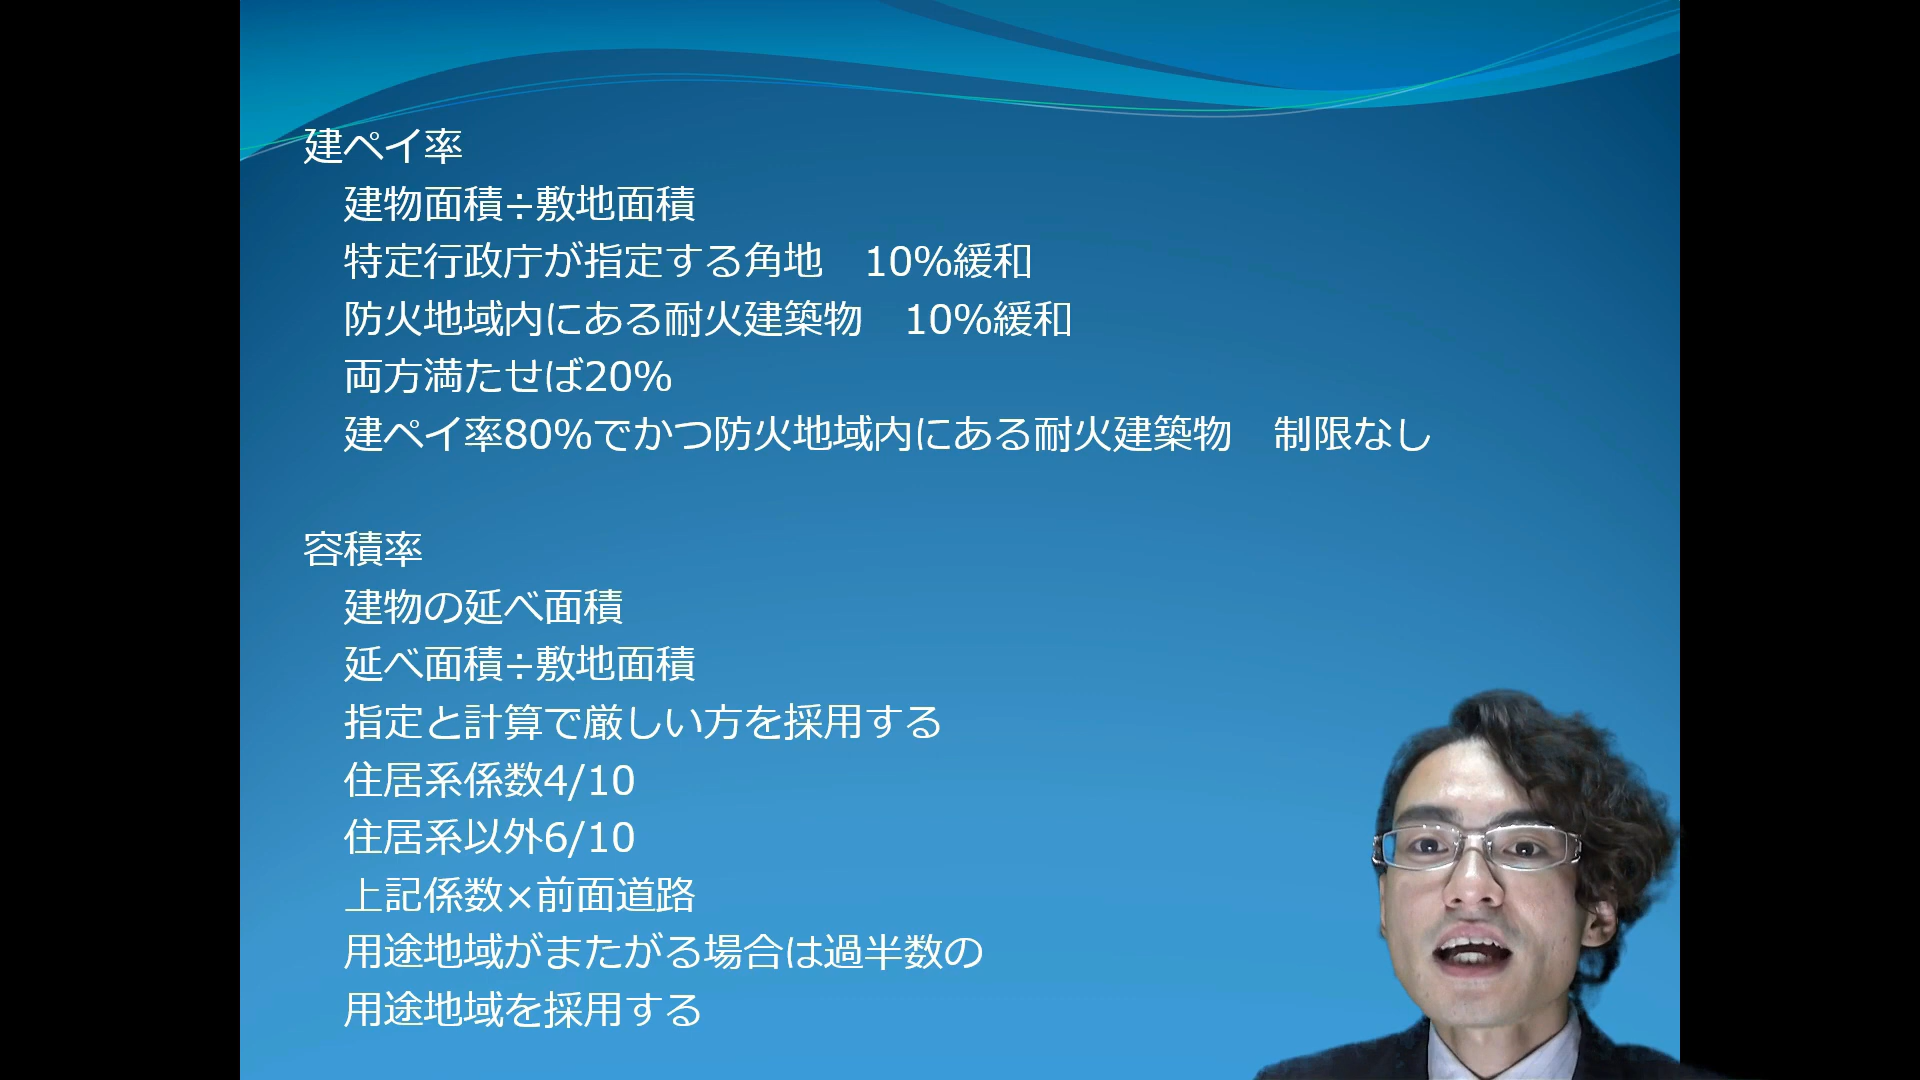 建ペイ率
建物面積÷敷地面積
特定行政庁が指定する角地　10%緩和
防火地域内にある耐火建築物　10%緩和
両方満たせば20%
建ペイ率80%でかつ防火地域内にある耐火建築物　制限なし
容積率
建物の延べ面積
延べ面積÷敷地面積
指定と計算で厳しい方を採用する
住居系係数4/10
住居系以外6/10
上記係数×前面道路
用途地域がまたがる場合は過半数の
用途地域を採用する